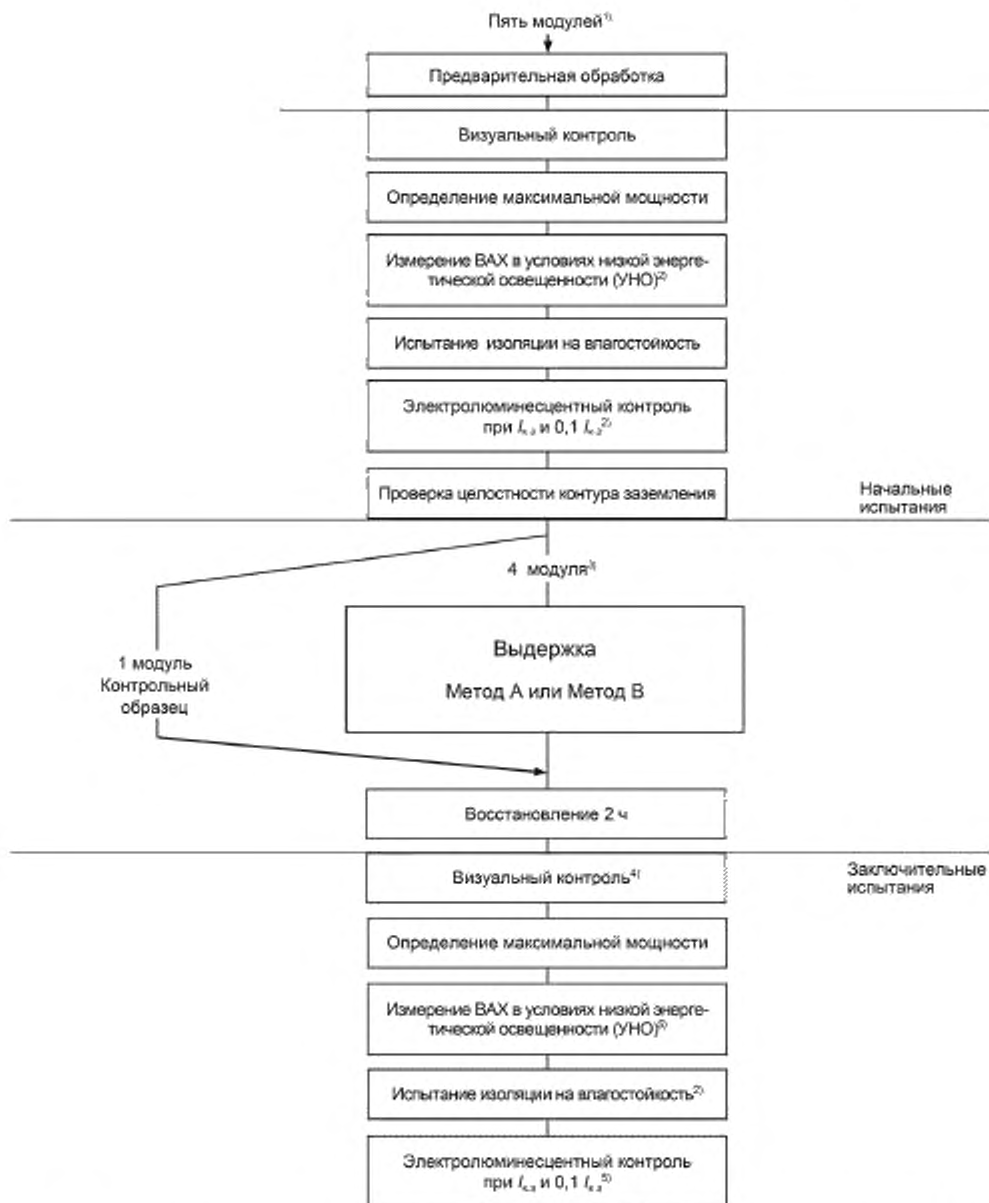 Пять модулей¹⁾
Предварительная обработка
Визуальный контроль
Определение максимальной мощности
Измерение ВАХ в условиях низкой энерге-
тической освещенности (УНО)²⁾
Испытание изоляции на влагостойкость
Электролюминесцентный контроль
при Iк.з и 0,1 Iк.з²⁾
Проверка целостности контура заземления
Начальные
испытания
4 модуля³⁾
1 модуль
Контрольный
образец
Выдержка
Метод А или Метод В
Восстановление 2 ч
Заключительные
испытания
Визуальный контроль⁴⁾
Определение максимальной мощности
Измерение ВАХ в условиях низкой энерге-
тической освещенности (УНО)
Испытание изоляции на влагостойкость²⁾
Электролюминесцентный контроль
при Iк.з и 0,1 Iк.з⁵⁾